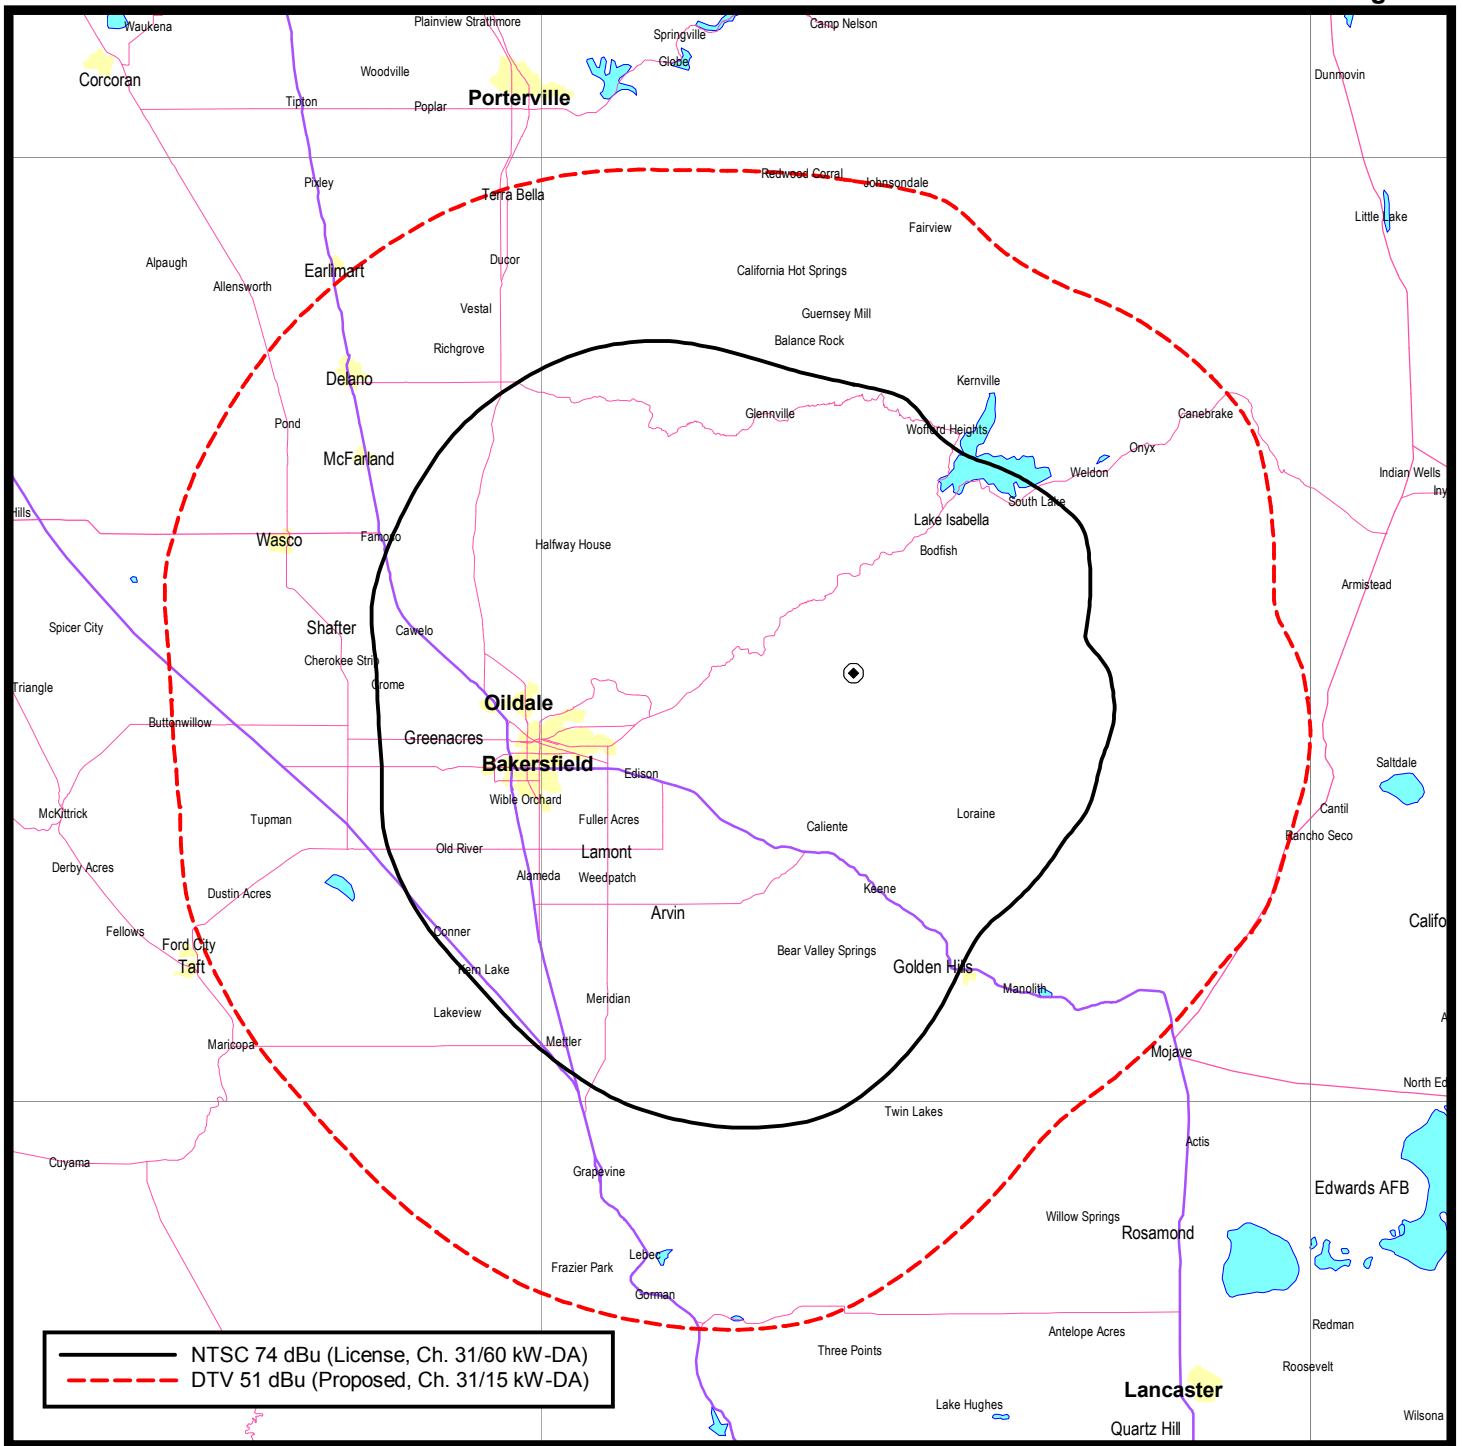 g
Waukena
Plainview Strathmore
Camp Nelson
Springville
Corcoran
Woodville
Globe
Dunmovin
Tipton
Poplar
Porterville
Pixley
Terra Bella
Redwood Corral
Johnsondale
Little Lake
Fairview
Alpaugh
Earlimart
Ducor
California Hot Springs
Allensworth
Vestal
Guernsey Mill
Richgrove
Balance Rock
Delano
Kernville
Pond
Glennville
Wofford Heights
Canebrake
McFarland
Onyx
Weldon
Indian Wells
Iny
Hills
South Lake
Wasco
Famoso
Halfway House
Lake Isabella
Bodfish
Armistead
Spicer City
Shafter
Cawelo
Cherokee Strip
Triangle
Crome
Oildale
Buttonwillow
Greenacres
Bakersfield
Edison
Saltdale
McKittrick
Tupman
Wible Orchard
Fuller Acres
Caliente
Loraine
Cantil
Rancho Seco
Derby Acres
Old River
Lamont
Dustin Acres
Alameda
Weedpatch
Keene
Arvin
Fellows
Ford City
Conner
Bear Valley Springs
Califo
Taft
Kern Lake
Golden Hills
Manolith
Lakeview
Meridian
A
Maricopa
Mettler
Mojave
North Ed
Twin Lakes
Actis
Cuyama
Grapevine
Edwards AFB
Willow Springs
Rosamond
Lebec
Frazier Park
Gorman
Antelope Acres
Redman
Three Points
Roosevelt
NTSC 74 dBu (License, Ch. 31/60 kW-DA)
DTV 51 dBu (Proposed, Ch. 31/15 kW-DA)
Lancaster
Lake Hughes
Wilsona
Quartz Hill